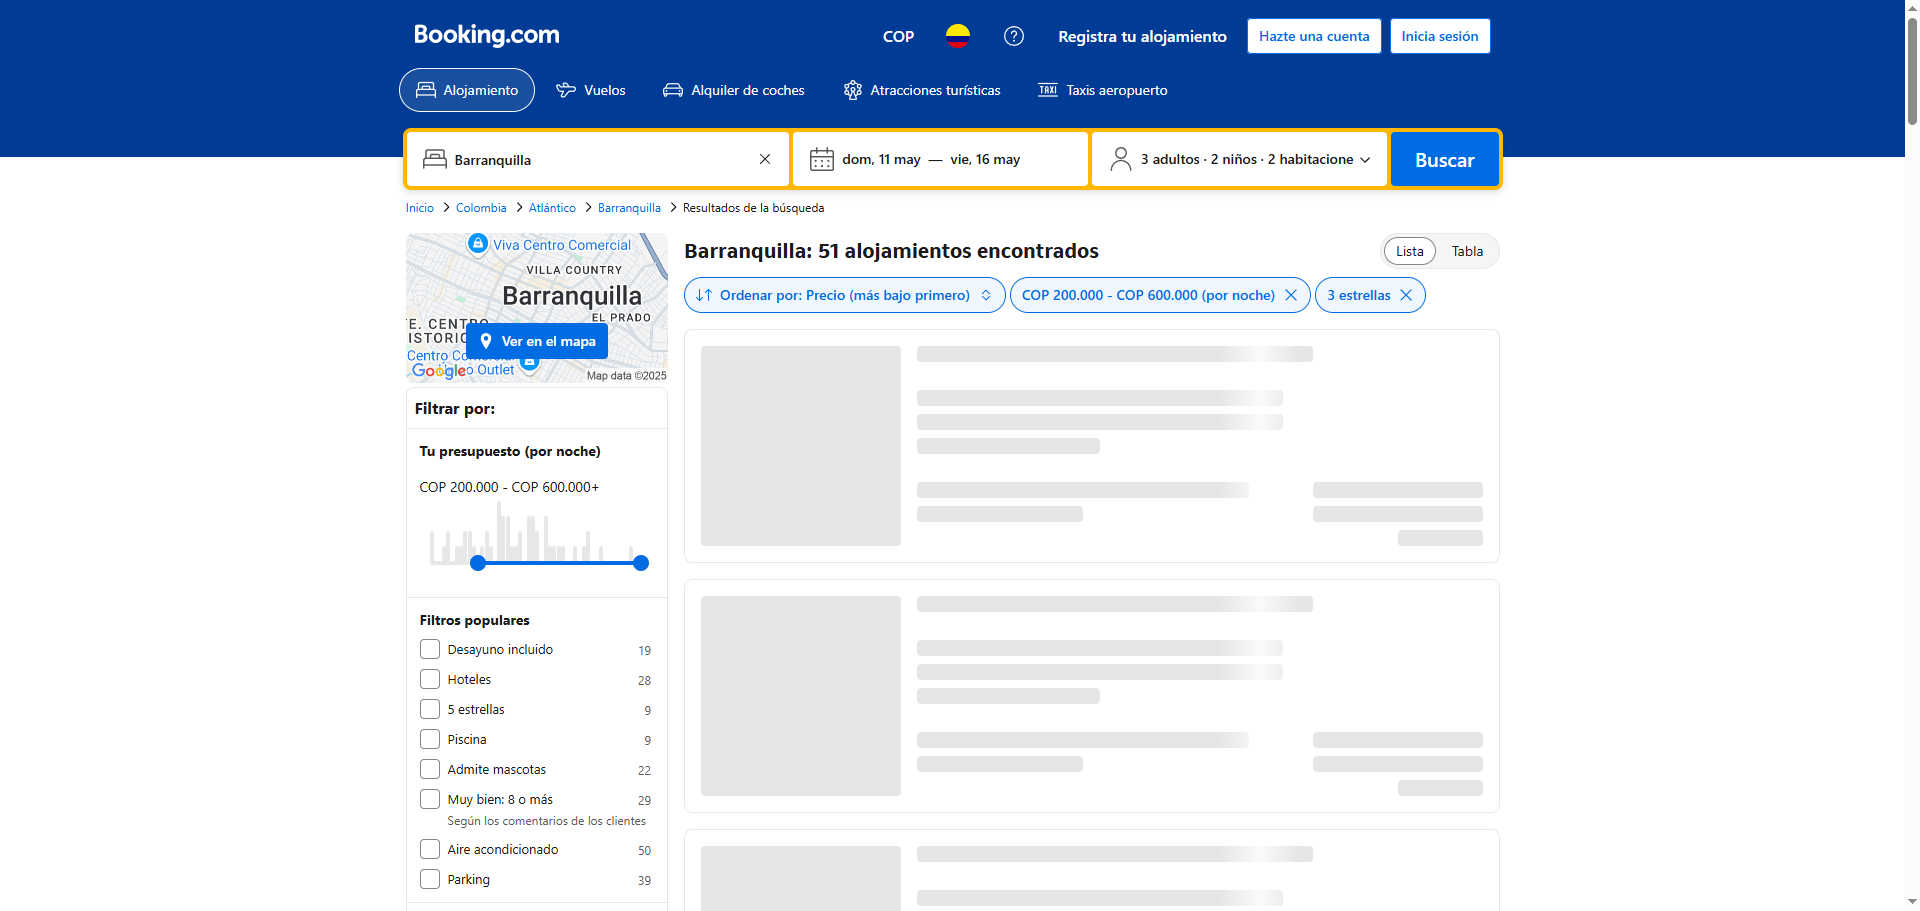 Booking.com
COP
Registra tu alojamiento
Hazte una cuenta
Inicia sesión
Alojamiento
Vuelos
Alquiler de coches
Atracciones turísticas
TAXI
Taxis aeropuerto
Barranquilla
dom, 11 may — vie, 16 may
3 adultos · 2 niños · 2 habitacione
Buscar
Inicio
Colombia
Atlántico
Barranquilla
Resultados de la búsqueda
Viva Centro Comercial
VILLA COUNTRY
Barranquilla
EL PRADO
E. CENTRO
ISTORIC
Ver en el mapa
Centro Comercial
Google
o Outlet
Map data ©2025
Filtrar por:
Tu presupuesto (por noche)
COP 200.000 - COP 600.000+
Filtros populares
Desayuno incluido 19
Hoteles 28
5 estrellas 9
Piscina 9
Admite mascotas 22
Muy bien: 8 o más 29
Según los comentarios de los clientes
Aire acondicionado 50
Parking 39
Barranquilla: 51 alojamientos encontrados
Lista
Tabla
Ordenar por: Precio (más bajo primero)
COP 200.000 - COP 600.000 (por noche)
3 estrellas